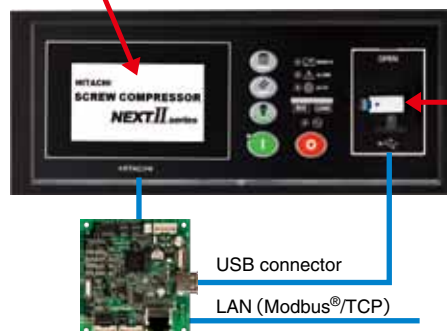 HITACHI
SCREW COMPRESSOR
NEXTII series
OPEN
HITACHI
USB connector
LAN (Modbus®/TCP)